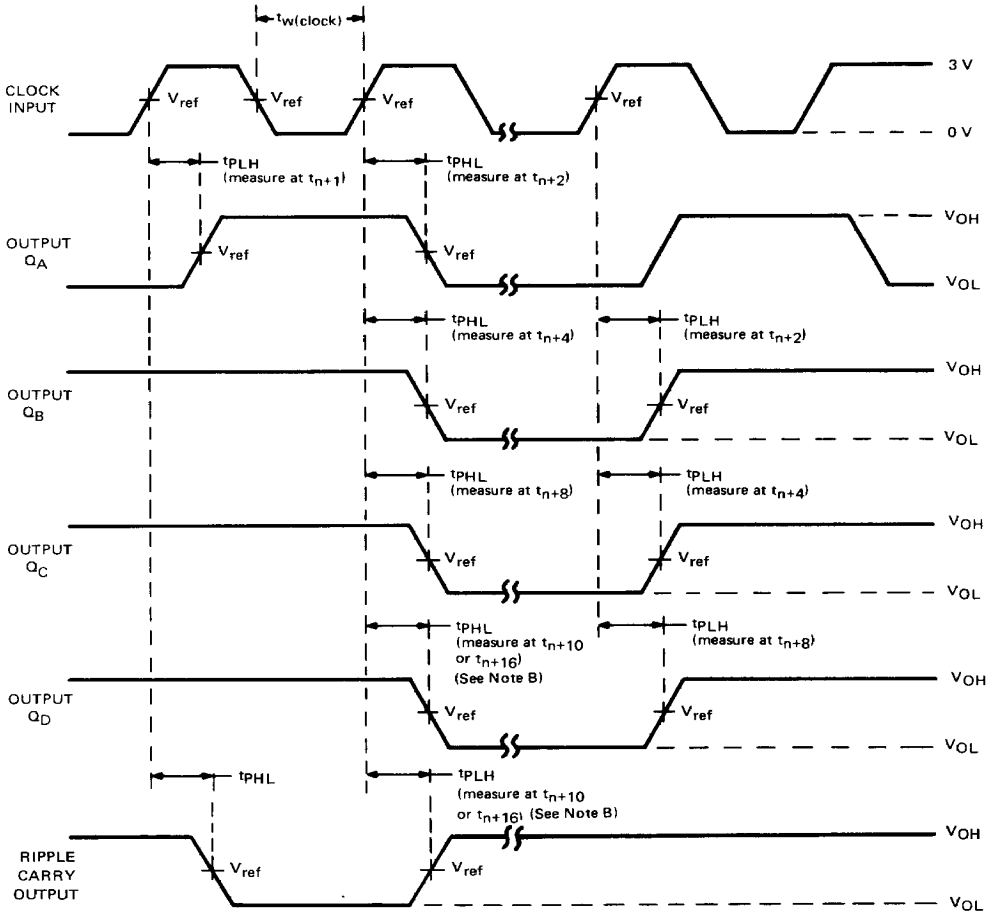 tw(clock)
3 V
CLOCK
INPUT
Vref
Vref
Vref
Vref
0 V
tPLH
(measure at tn+1)
tPHL
(measure at tn+2)
VOH
OUTPUT
QA
Vref
Vref
VOL
tPHL
(measure at tn+4)
tPLH
(measure at tn+2)
VOH
OUTPUT
QB
Vref
Vref
VOL
tPHL
(measure at tn+8)
tPLH
(measure at tn+4)
VOH
OUTPUT
QC
Vref
Vref
VOL
tPHL
(measure at tn+10
or tn+16)
(See Note B)
tPLH
(measure at tn+8)
VOH
OUTPUT
QD
Vref
Vref
VOL
tPHL
tPLH
(measure at tn+10
or tn+16) (See Note B)
VOH
RIPPLE
CARRY
OUTPUT
Vref
Vref
VOL